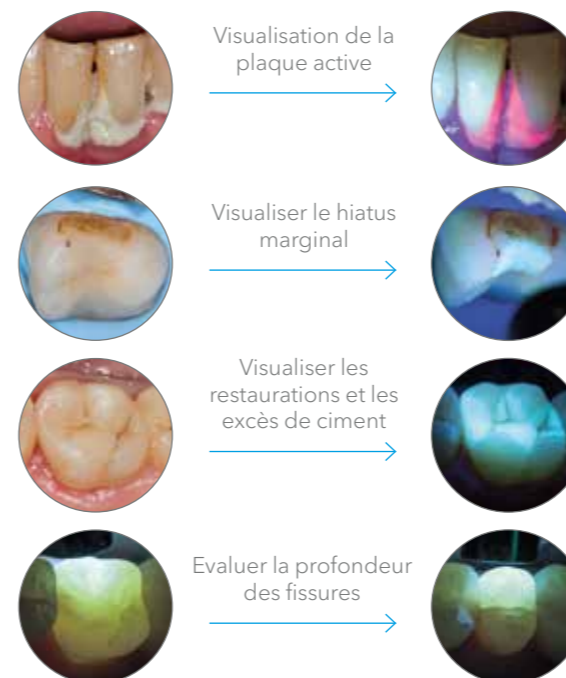 Visualisation de la
plaque active
Visualiser le hiatus
marginal
Visualiser les
restaurations et les
excès de ciment
Evaluer la profondeur
des fissures